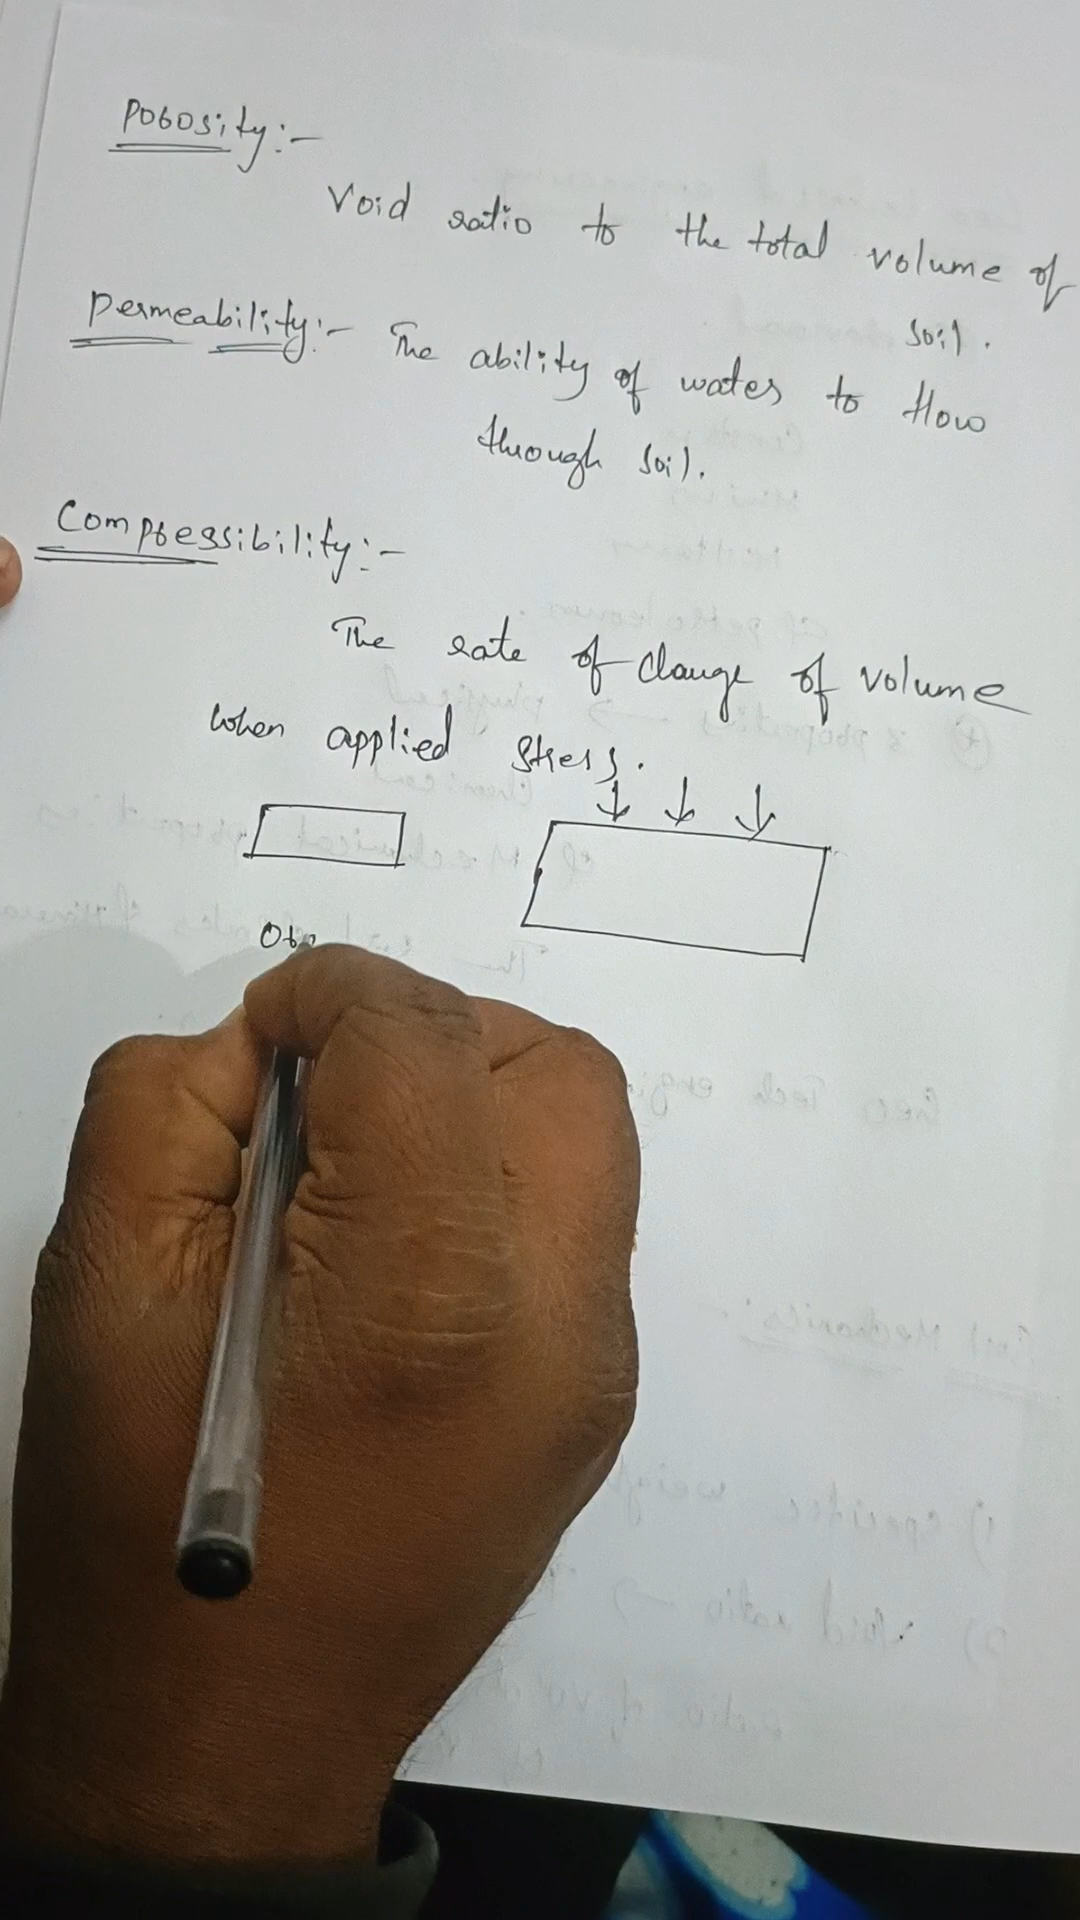 Porosity:-
Void ratio to the total volume of
soil.
Permeability:- The ability of water to flow
through soil.
Compressibility:-
The rate of change of volume
when applied stress.